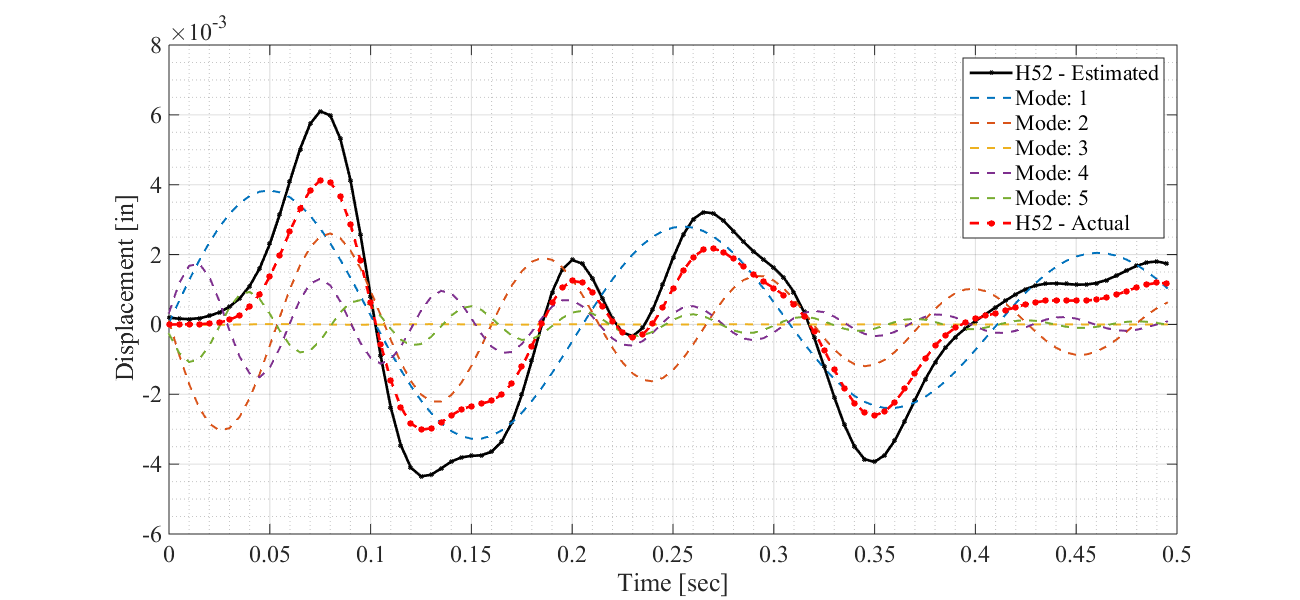 ×10-3
8
6
4
2
0
-2
-4
-6
Displacement [in]
0 0.05 0.1 0.15 0.2 0.25 0.3 0.35 0.4 0.45 0.5
Time [sec]
H52 - Estimated
Mode: 1
Mode: 2
Mode: 3
Mode: 4
Mode: 5
H52 - Actual